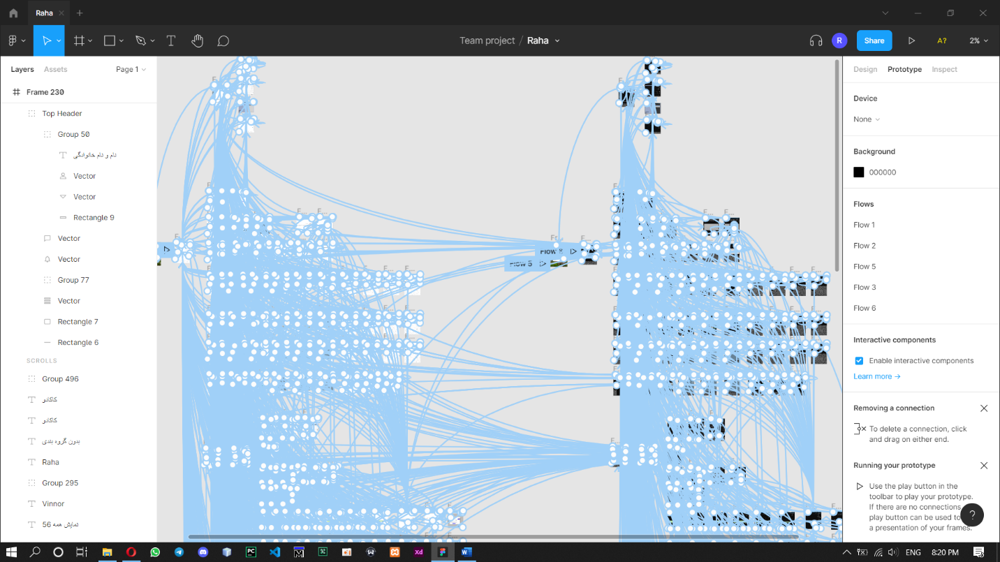 Raha
Team project / Raha
Share
A?
2%
Layers
Assets
Page 1
Frame 230
Top Header
Group 50
نام و نام خانوادگی
Vector
Vector
Rectangle 9
Vector
Vector
Group 77
Vector
Rectangle 7
Rectangle 6
SCROLLS
Group 496
کاکادو
کاکادو
بدون گروه بندی
Raha
Group 295
Vinnor
نمایش همه 56
Flow 5
Design
Prototype
Inspect
Device
None
Background
000000
Flows
Flow 1
Flow 2
Flow 5
Flow 3
Flow 6
Interactive components
Enable interactive components
Learn more →
Removing a connection
To delete a connection, click
and drag on either end.
Running your prototype
Use the play button in the
toolbar to play your prototype.
If there are no connections
play button can be used to
a presentation of your frames.
?
R
PC
Xd
ENG
8:20 PM